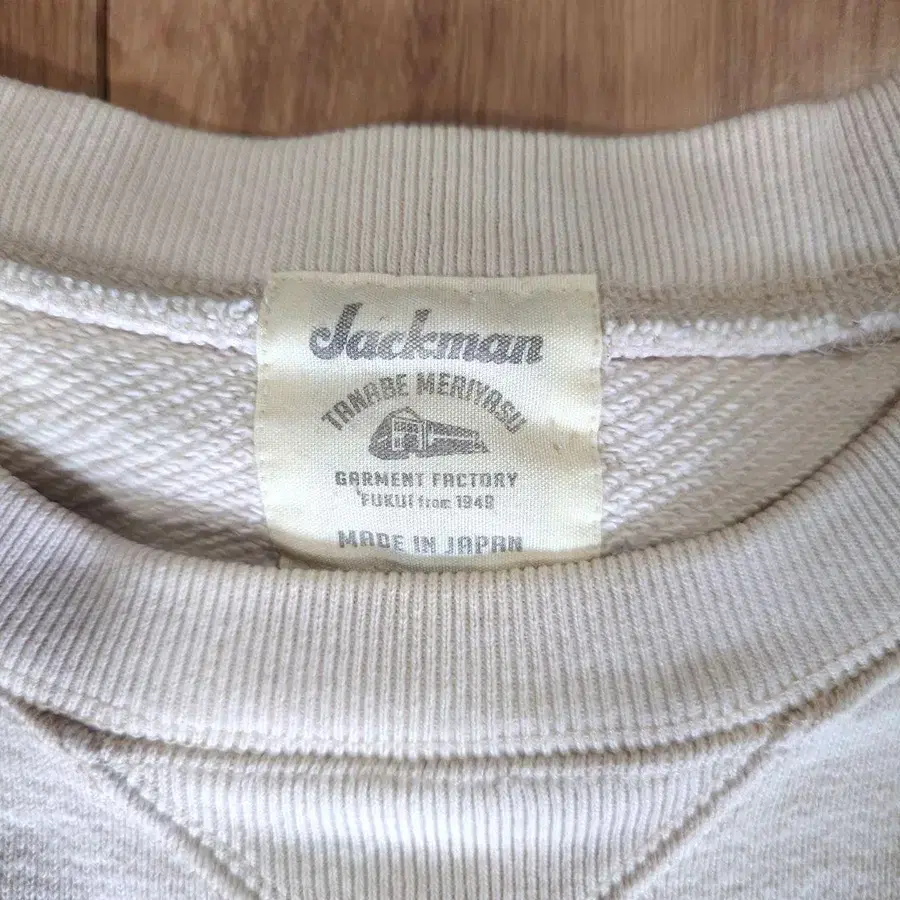 Jackman
TANABE MERIYASU
GARMENT FACTORY
FUKUI from 1949
MADE IN JAPAN